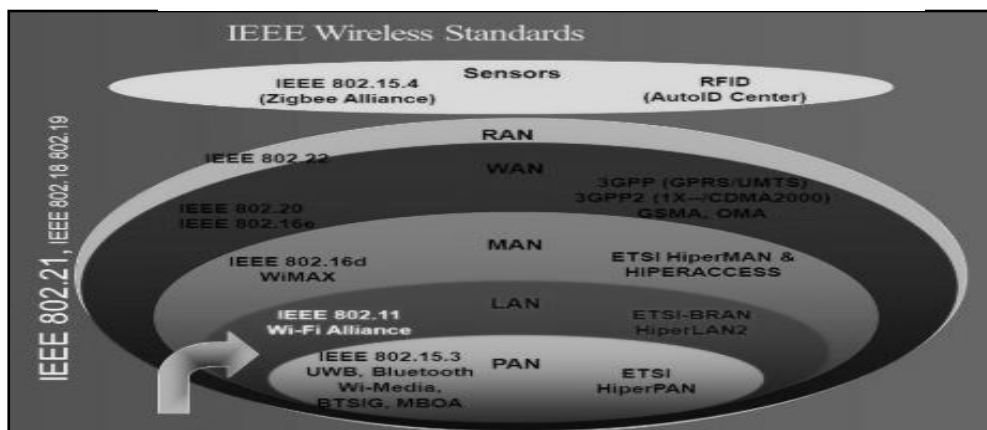 IEEE Wireless Standards
Sensors
IEEE 802.15.4
(Zigbee Alliance)
RFID
(AutoID Center)
RAN
IEEE 802.22
WAN
3GPP (GPRS/UMTS)
3GPP2 (1X--/CDMA2000)
GSMA, OMA
IEEE 802.20
IEEE 802.16e
MAN
IEEE 802.16d
WiMAX
ETSI HiperMAN &
HIPERACCESS
LAN
IEEE 802.11
Wi-Fi Alliance
ETSI-BRAN
HiperLAN2
PAN
IEEE 802.15.3
UWB, Bluetooth
Wi-Media,
BTSIG, MBOA
ETSI
HiperPAN
IEEE 802.21, IEEE 802.18 802.19